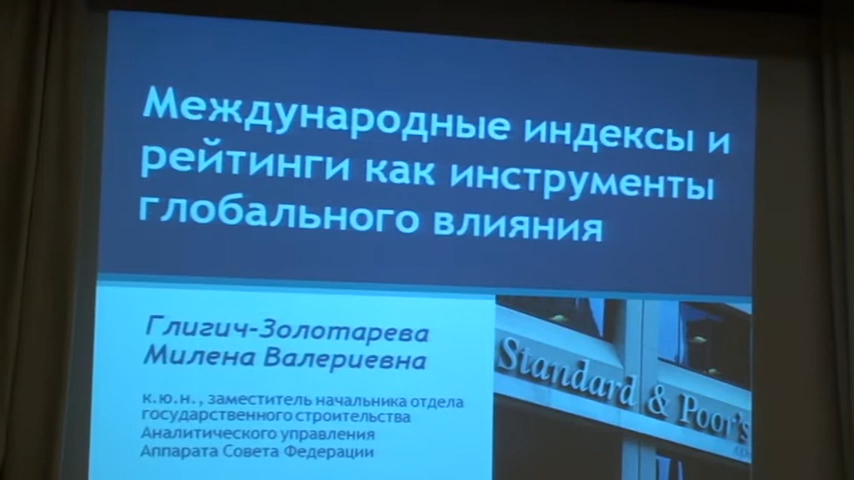 Международные индексы и
рейтинги как инструменты
глобального влияния
Глигич-Золотарева
Милена Валериевна
к.ю.н., заместитель начальника отдела
государственного строительства
Аналитического управления
Аппарата Совета Федерации
Standard & Poor's